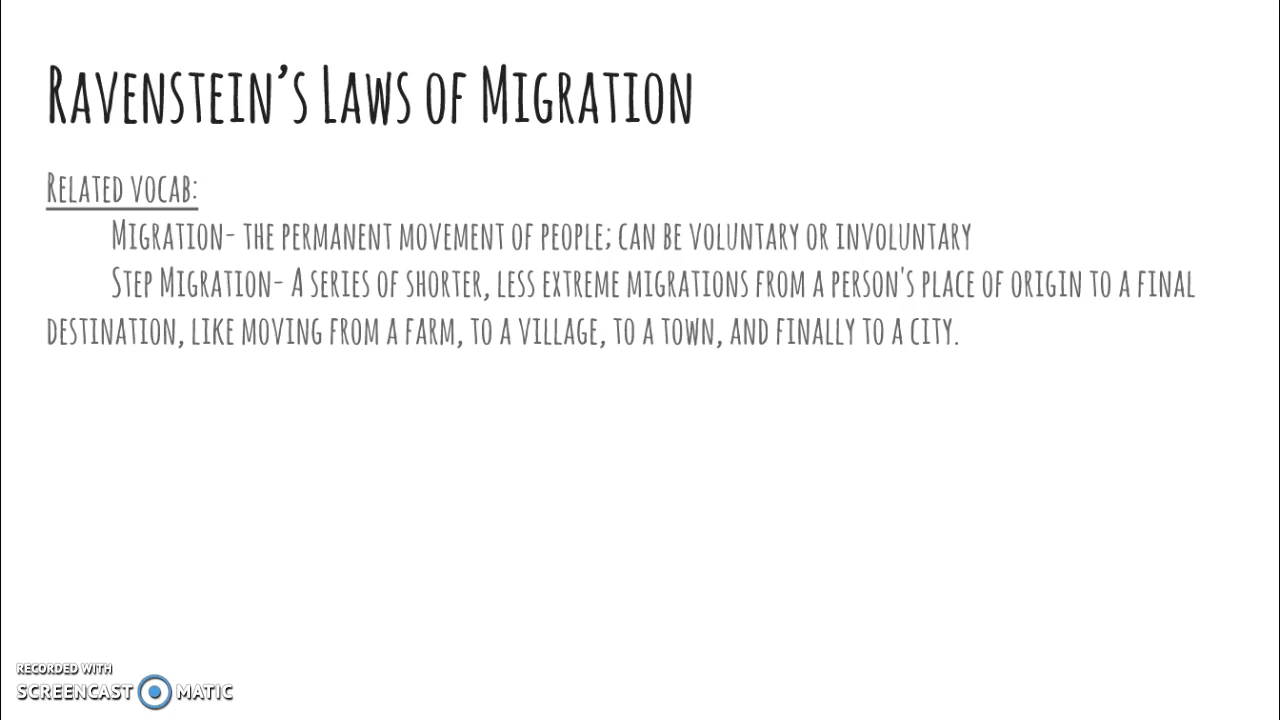 Ravenstein's Laws of Migration
Related vocab:
Migration- the permanent movement of people; can be voluntary or involuntary
Step Migration- A series of shorter, less extreme migrations from a person's place of origin to a final
destination, like moving from a farm, to a village, to a town, and finally to a city.
RECORDED WITH
SCREENCAST MATIC